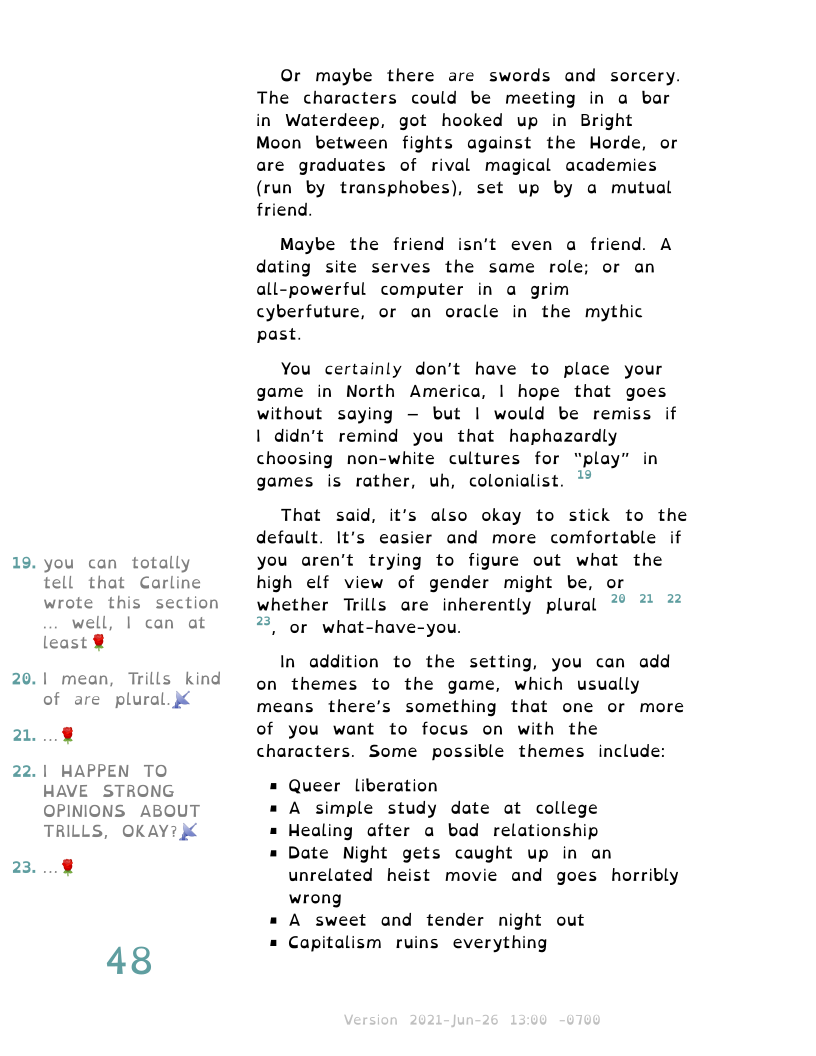 Or maybe there are swords and sorcery.
The characters could be meeting in a bar
in Waterdeep, got hooked up in Bright
Moon between fights against the Horde, or
are graduates of rival magical academies
(run by transphobes), set up by a mutual
friend.
Maybe the friend isn't even a friend. A
dating site serves the same role; or an
all-powerful computer in a grim
cyberfuture, or an oracle in the mythic
past.
You certainly don't have to place your
game in North America, I hope that goes
without saying – but I would be remiss if
I didn't remind you that haphazardly
choosing non-white cultures for “play” in
games is rather, uh, colonialist. 19
That said, it's also okay to stick to the
default. It's easier and more comfortable if
you aren't trying to figure out what the
high elf view of gender might be, or
whether Trills are inherently plural 20 21 22
23, or what-have-you.
In addition to the setting, you can add
on themes to the game, which usually
means there's something that one or more
of you want to focus on with the
characters. Some possible themes include:
▪ Queer liberation
▪ A simple study date at college
▪ Healing after a bad relationship
▪ Date Night gets caught up in an
unrelated heist movie and goes horribly
wrong
▪ A sweet and tender night out
▪ Capitalism ruins everything
19. you can totally
tell that Carline
wrote this section
... well, I can at
least
20. I mean, Trills kind
of are plural.
21. ...
22. I HAPPEN TO
HAVE STRONG
OPINIONS ABOUT
TRILLS, OKAY?
23. ...
48
Version 2021-Jun-26 13:00 -0700